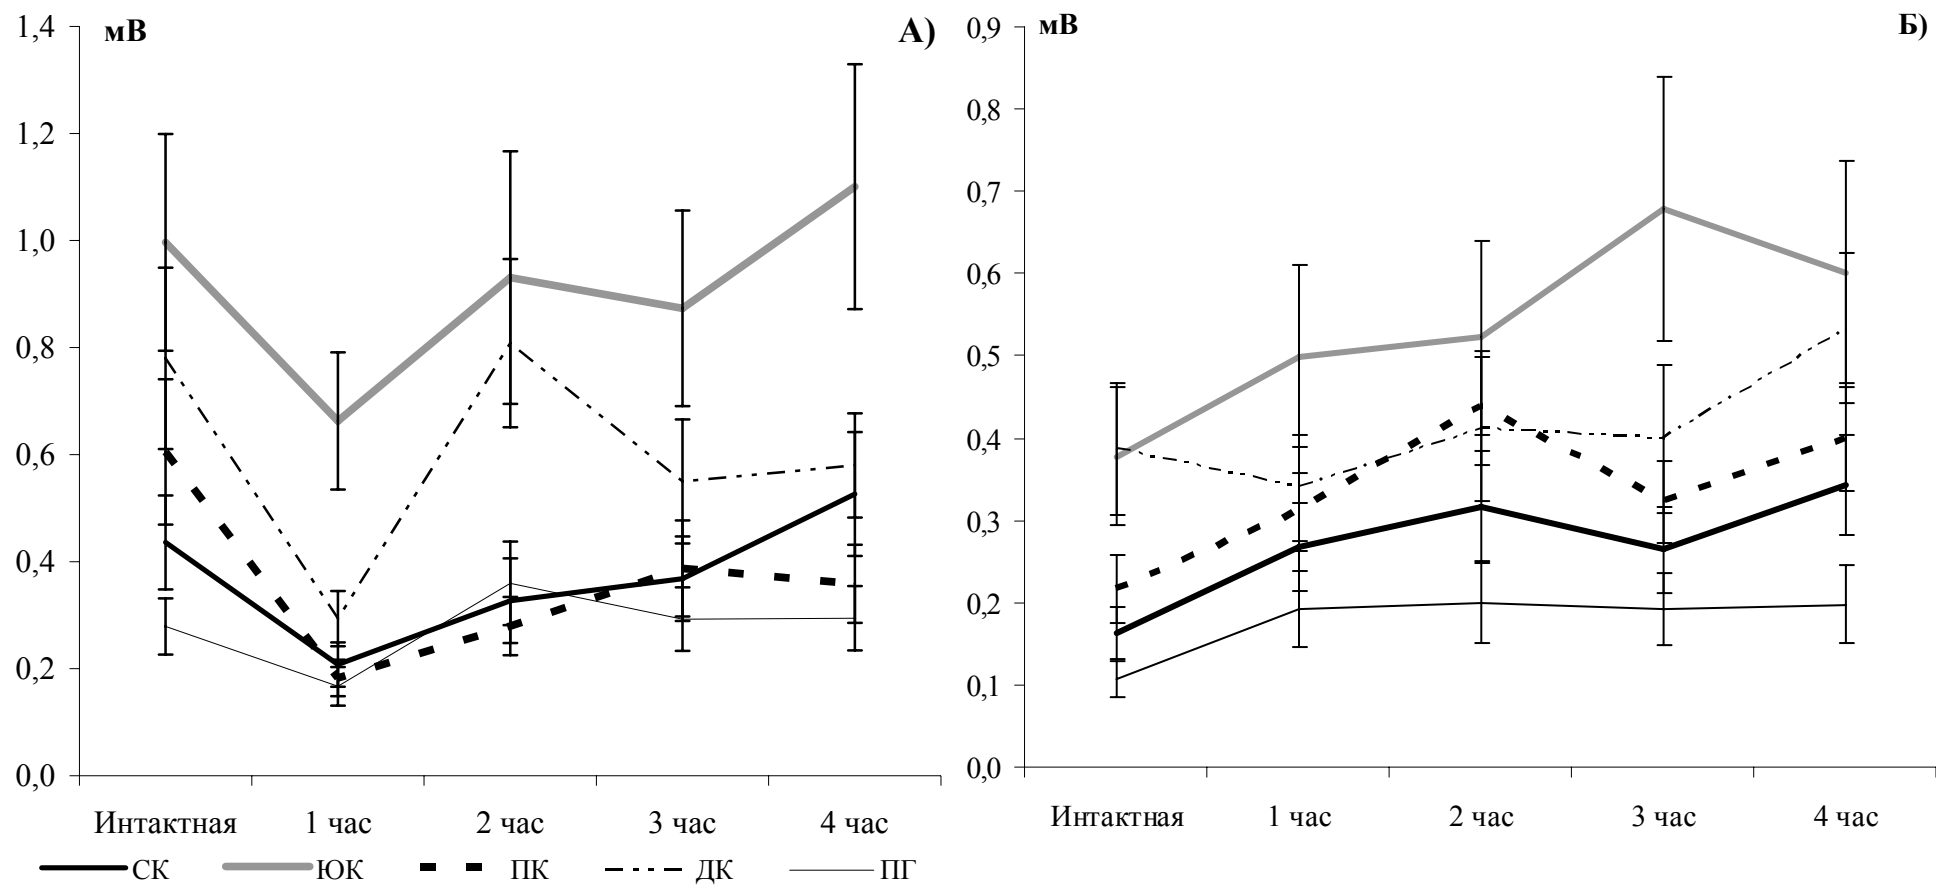 мВ
А)
1,4
1,2
1,0
0,8
0,6
0,4
0,2
0,0
Интактная 1 час 2 час 3 час 4 час
мВ
Б)
0,9
0,8
0,7
0,6
0,5
0,4
0,3
0,2
0,1
0,0
Интактная 1 час 2 час 3 час 4 час
СК ЮК ПК ДК ПГ